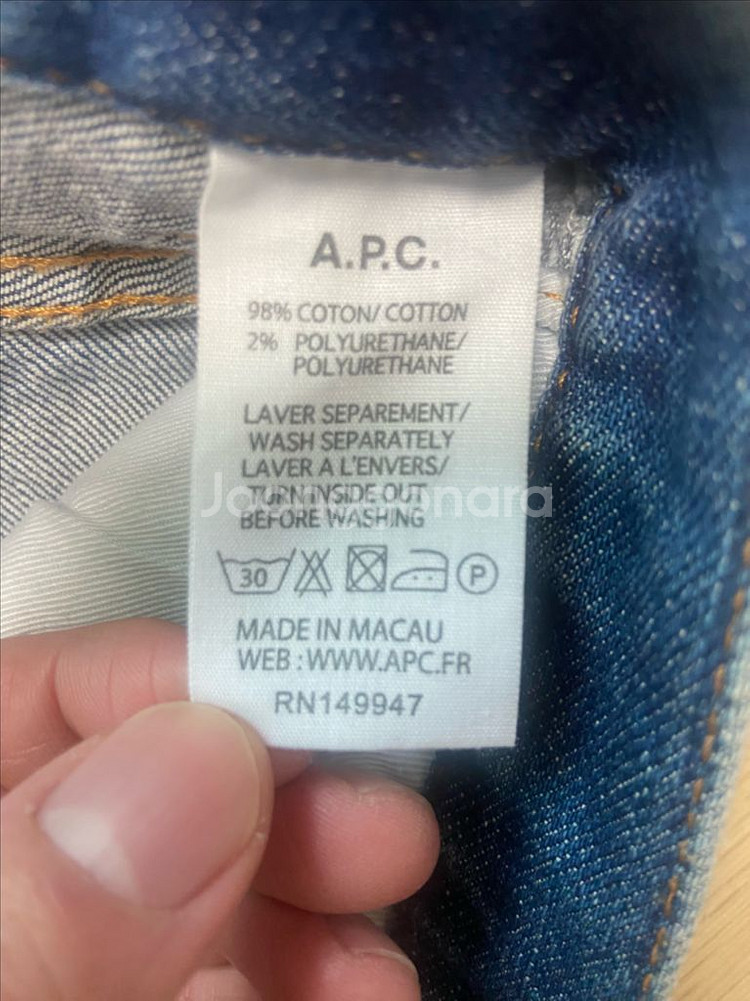 A.P.C.
98% COTON/ COTTON
2% POLYURETHANE/
POLYURETHANE
LAVER SEPAREMENT/
WASH SEPARATELY
LAVER A L'ENVERS/
TURN INSIDE OUT
BEFORE WASHING
30 P
MADE IN MACAU
WEB : WWW.APC.FR
RN149947